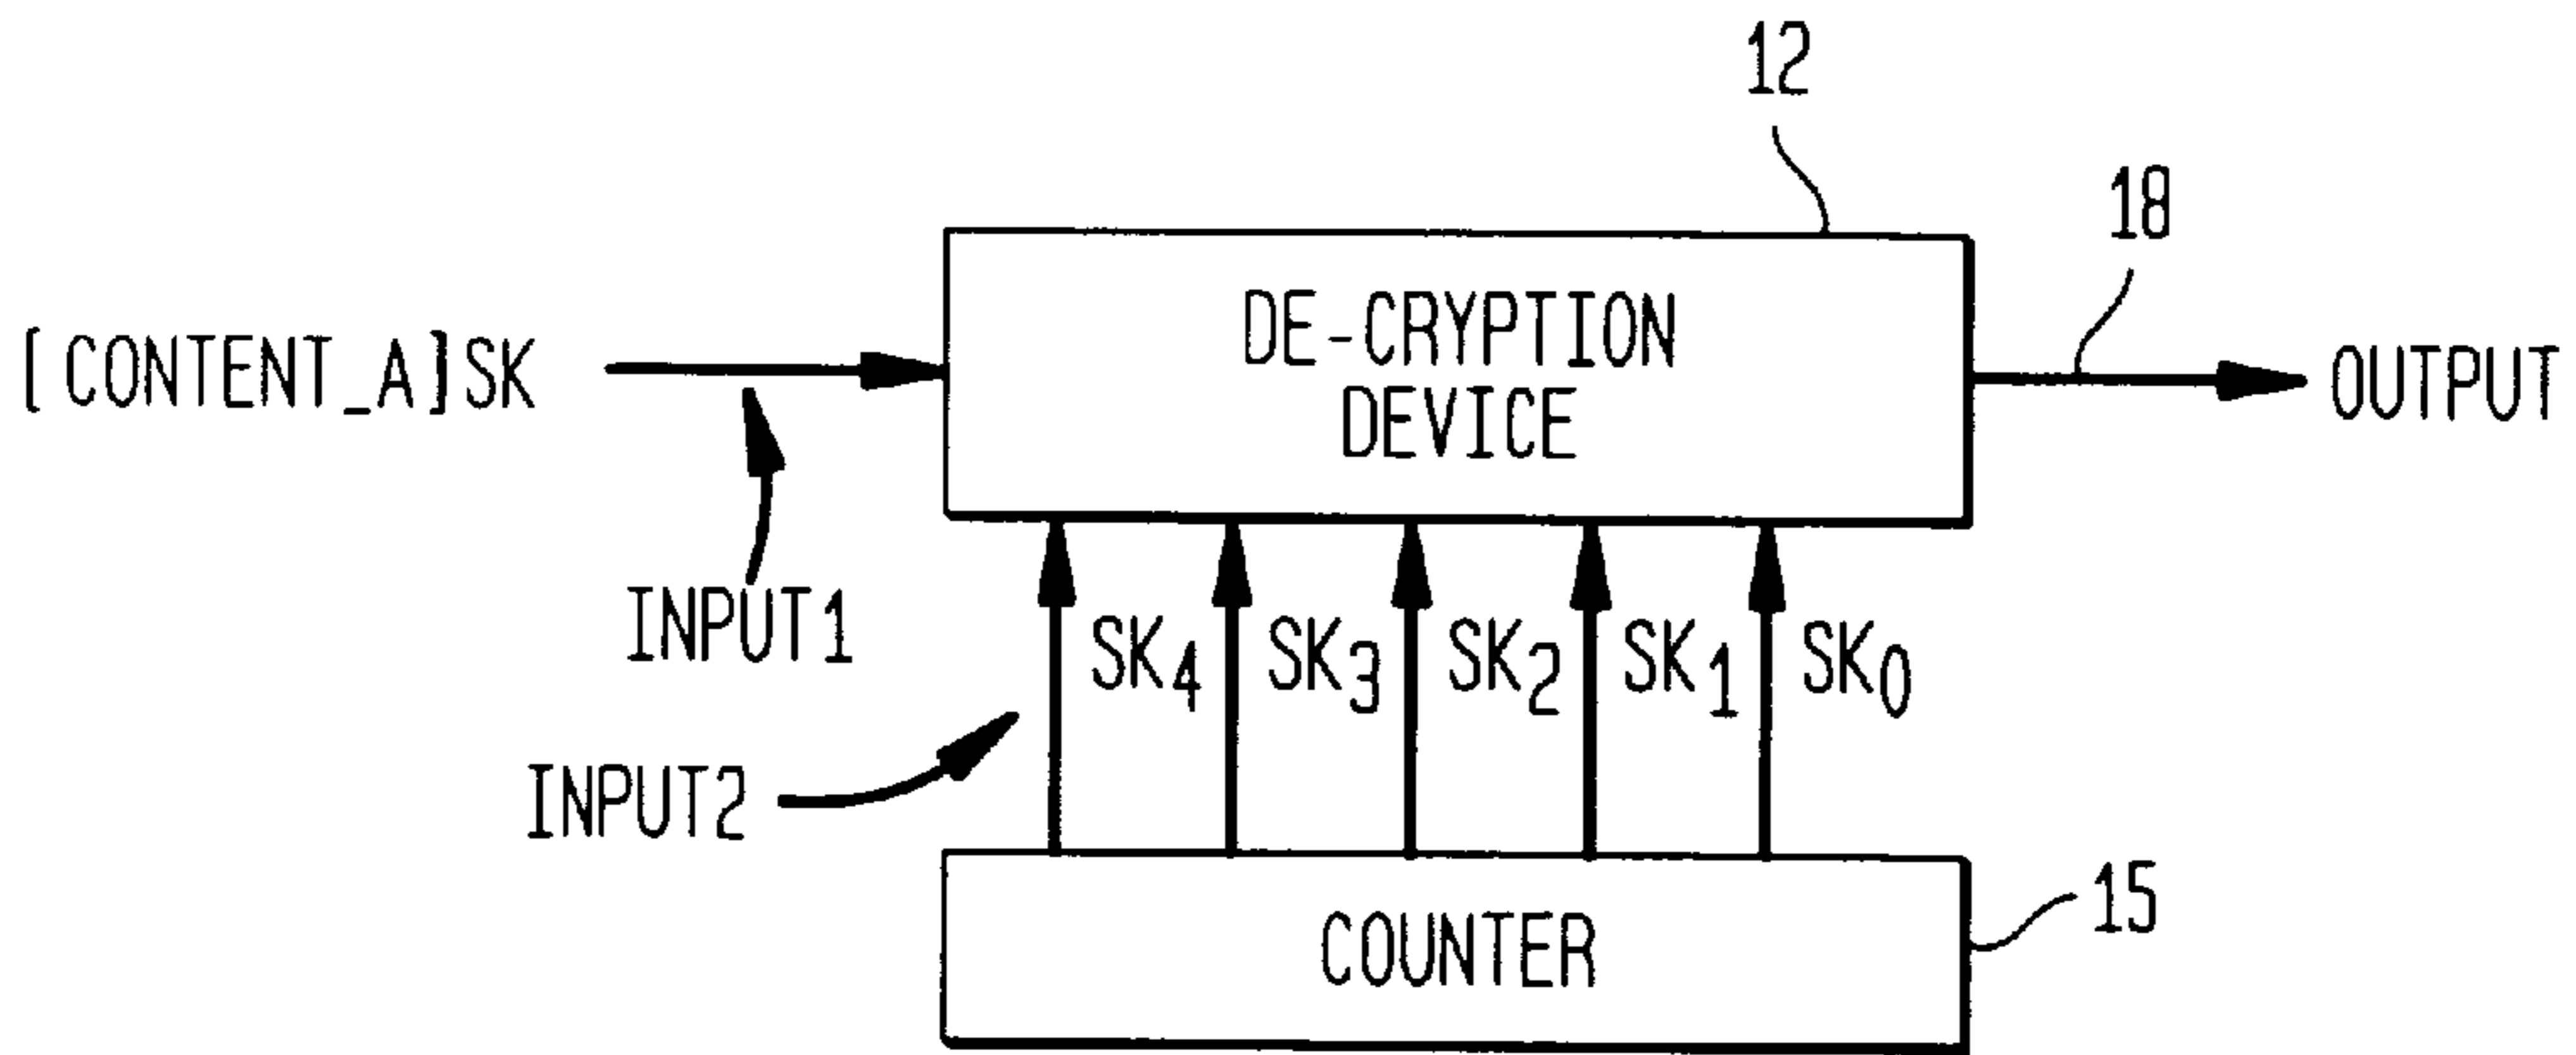 12
18
DE-CRYPTION
DEVICE
[CONTENT_A]SK
OUTPUT
INPUT1
SK4 SK3 SK2 SK1 SK0
INPUT2
15
COUNTER